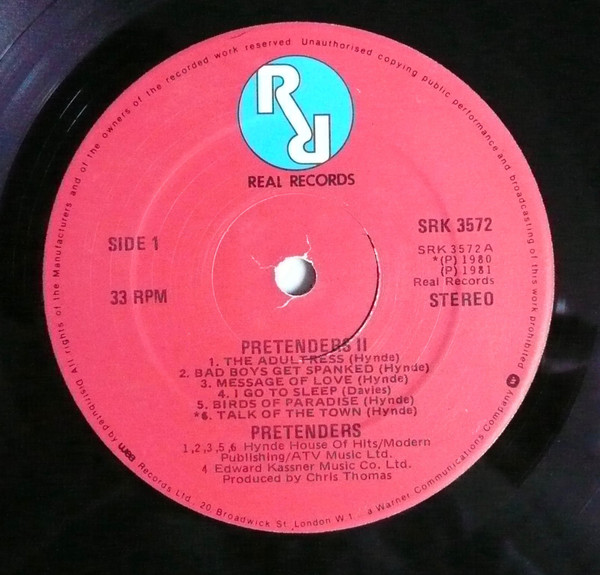 All rights of the Manufacturers and of the owners of the recorded work reserved Unauthorised copying public performance and broadcasting of this work prohibited
RR
REAL RECORDS
SIDE 1
33 RPM
SRK 3572
SRK 3572A
*(P) 1980
(P) 1981
Real Records
STEREO
PRETENDERS II
1. THE ADULTRESS (Hynde)
2. BAD BOYS GET SPANKED (Hynde)
3. MESSAGE OF LOVE (Hynde)
4. I GO TO SLEEP (Davies)
5. BIRDS OF PARADISE (Hynde)
*6. TALK OF THE TOWN (Hynde)
PRETENDERS
1,2,3,5,6 Hynde House Of Hits/Modern
Publishing/ATV Music Ltd.
4 Edward Kassner Music Co. Ltd.
Produced by Chris Thomas
Distributed by wea Records Ltd. 20, Broadwick St. London W.1. - a Warner Communications Company